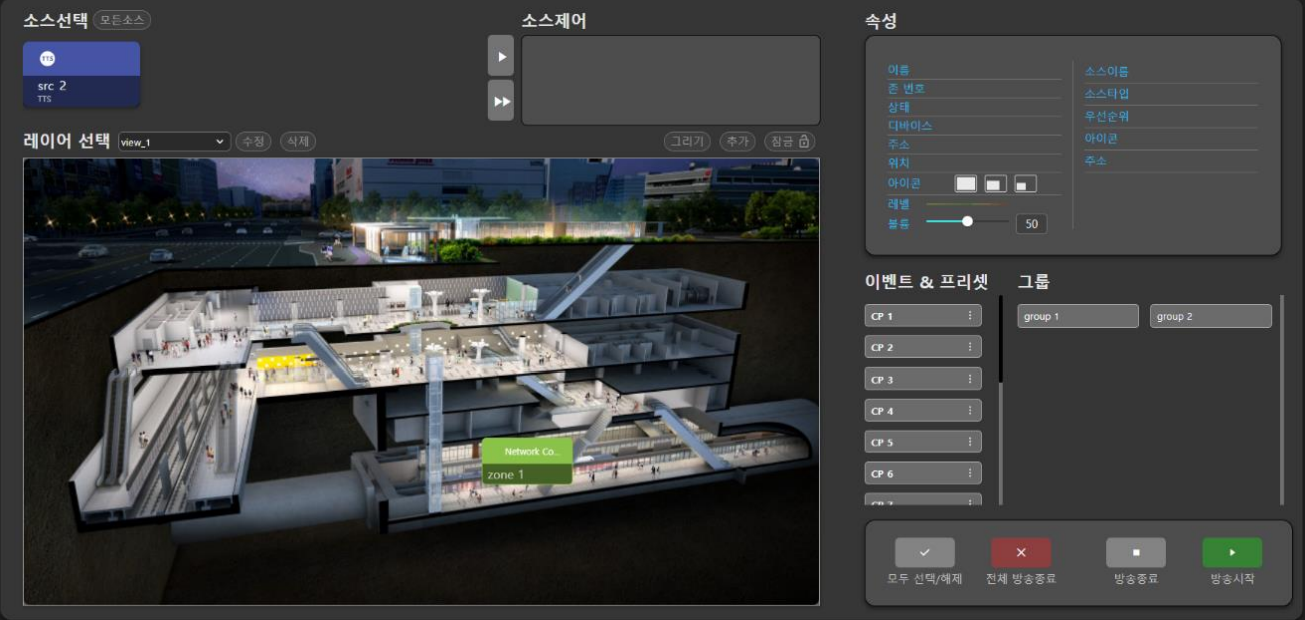 소스선택 모든소스
TTS
src 2
TTS
소스제어
레이어 선택 view_1 수정 삭제 그리기 추가 잠금
Network Co...
zone 1
속성
이름
존 번호
상태
디바이스
주소
위치
아이콘
레벨
볼륨 50
소스이름
소스타입
우선순위
아이콘
주소
이벤트 & 프리셋
CP 1
CP 2
CP 3
CP 4
CP 5
CP 6
CP 7
그룹
group 1 group 2
모두 선택/해제 전체 방송종료 방송종료 방송시작